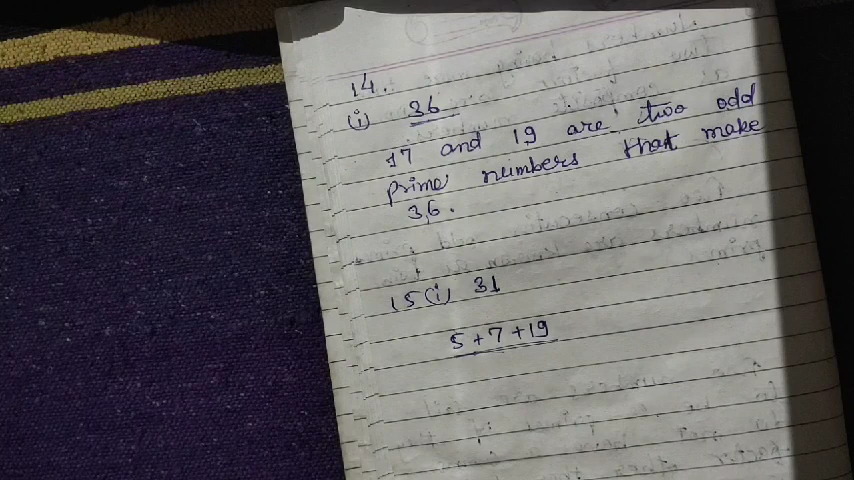 14.
(i) 36
17 and 19 are two odd
prime numbers that make
36.
15(i) 31
5+7+19